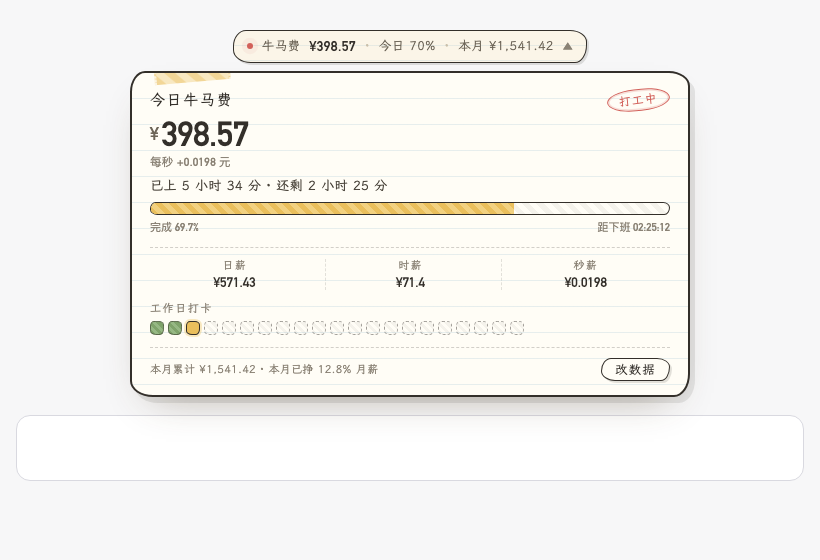 牛马费 ¥398.57 · 今日 70% · 本月 ¥1,541.42 ▲
今日牛马费
打工中
¥398.57
每秒 +0.0198 元
已上 5 小时 34 分 · 还剩 2 小时 25 分
完成 69.7%
距下班 02:25:12
日薪
¥571.43
时薪
¥71.4
秒薪
¥0.0198
工作日打卡
本月累计 ¥1,541.42 · 本月已挣 12.8% 月薪
改数据